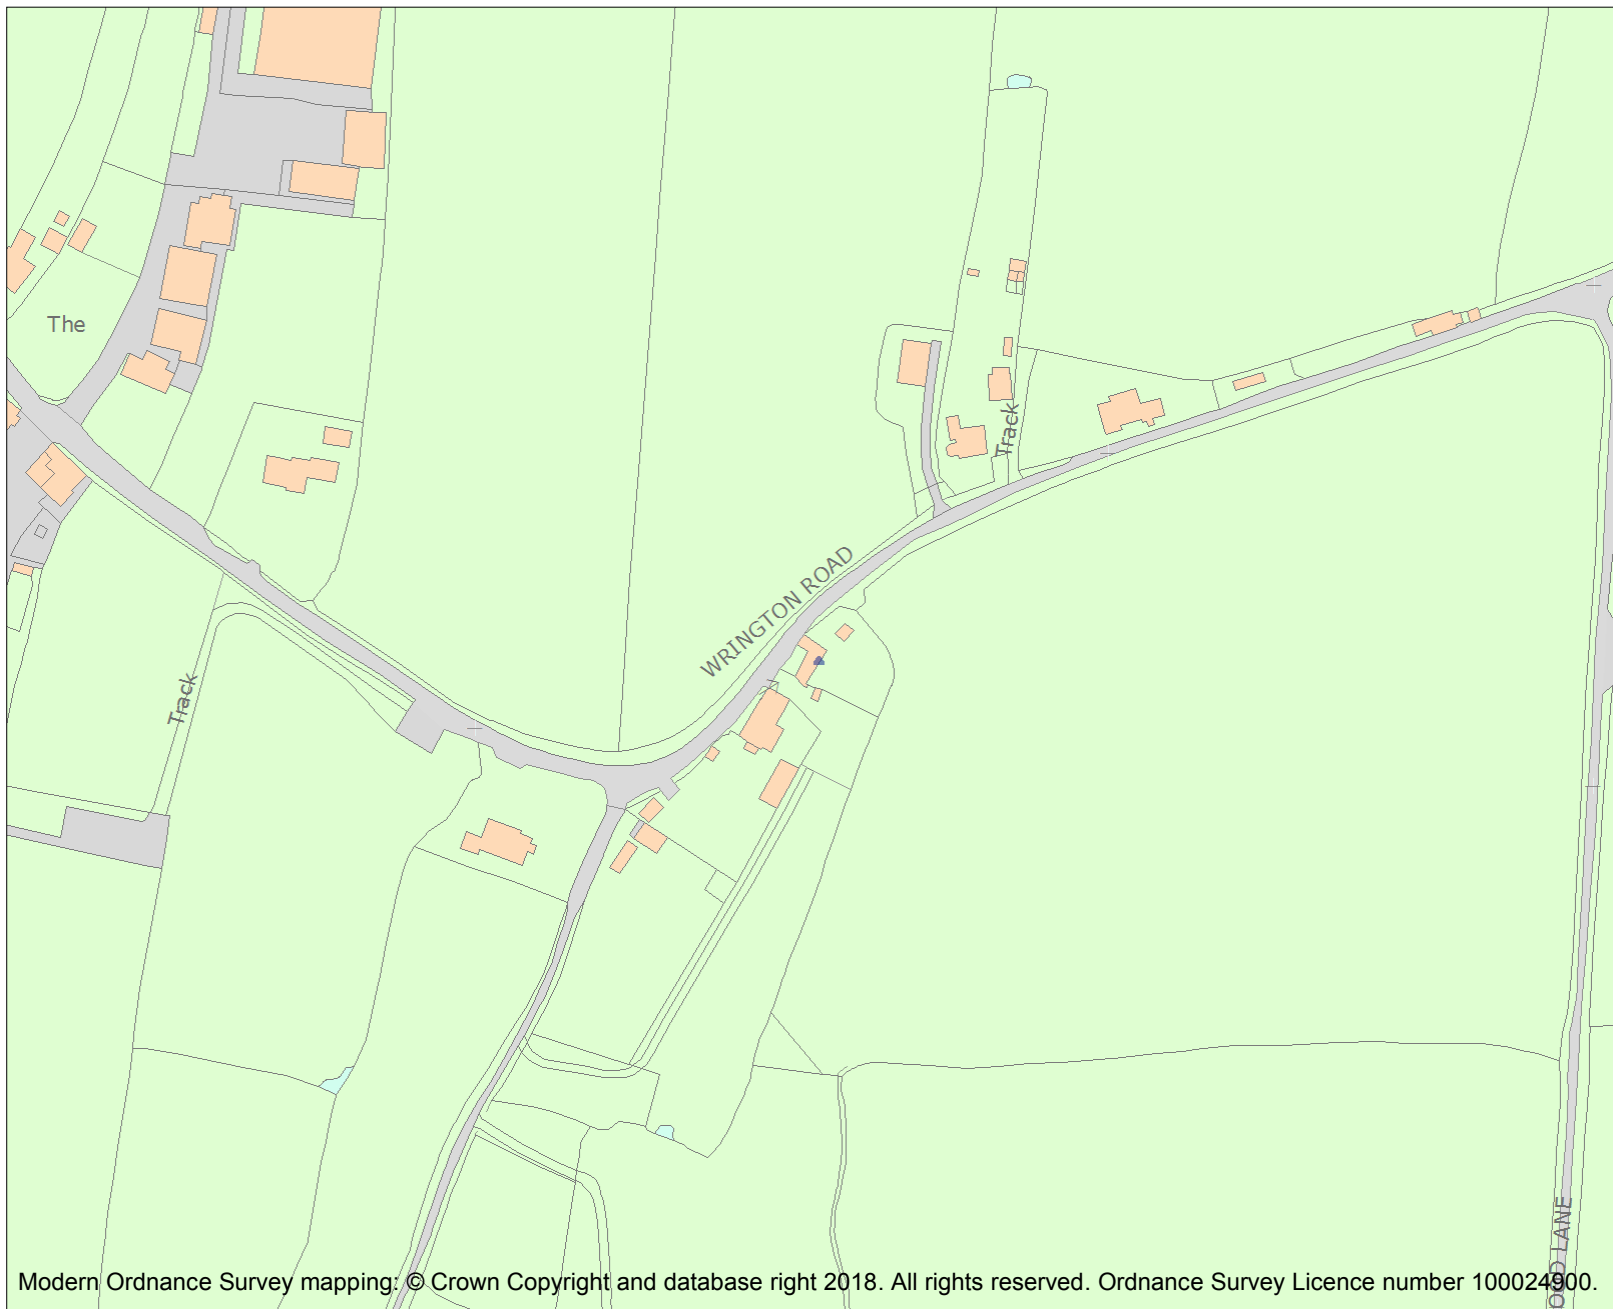 The
Track
WRINGTON ROAD
Track
LANE
Modern Ordnance Survey mapping: © Crown Copyright and database right 2018. All rights reserved. Ordnance Survey Licence number 100024900.